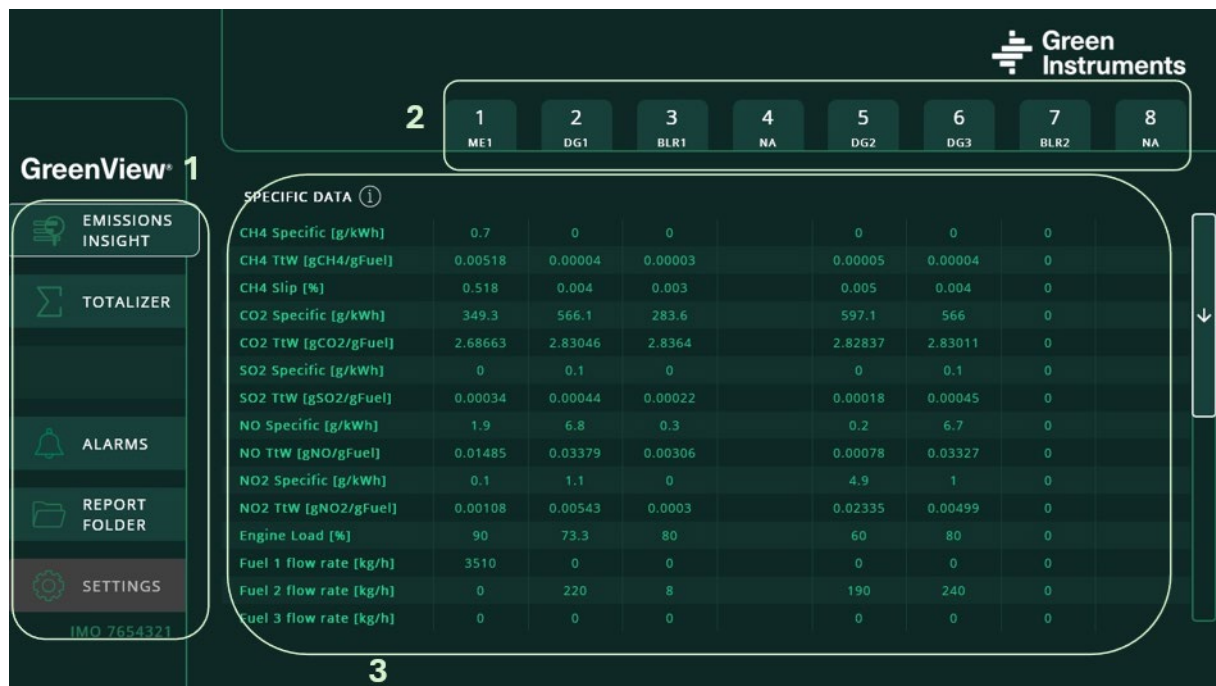 Green
Instruments
2
1 2 3 4 5 6 7 8
ME1 DG1 BLR1 NA DG2 DG3 BLR2 NA
GreenView® 1
EMISSIONS
INSIGHT
TOTALIZER
ALARMS
REPORT
FOLDER
SETTINGS
IMO 7654321
SPECIFIC DATA i
CH4 Specific [g/kWh] 0.7 0 0 0 0 0
CH4 TtW [gCH4/gFuel] 0.00518 0.00004 0.00003 0.00005 0.00004 0
CH4 Slip [%] 0.518 0.004 0.003 0.005 0.004 0
CO2 Specific [g/kWh] 349.3 566.1 283.6 597.1 566 0
CO2 TtW [gCO2/gFuel] 2.68663 2.83046 2.8364 2.82837 2.83011 0
SO2 Specific [g/kWh] 0 0.1 0 0 0.1 0
SO2 TtW [gSO2/gFuel] 0.00034 0.00044 0.00022 0.00018 0.00045 0
NO Specific [g/kWh] 1.9 6.8 0.3 0.2 6.7 0
NO TtW [gNO/gFuel] 0.01485 0.03379 0.00306 0.00078 0.03327 0
NO2 Specific [g/kWh] 0.1 1.1 0 4.9 1 0
NO2 TtW [gNO2/gFuel] 0.00108 0.00543 0.0003 0.02335 0.00499 0
Engine Load [%] 90 73.3 80 60 80 0
Fuel 1 flow rate [kg/h] 3510 0 0 0 0 0
Fuel 2 flow rate [kg/h] 0 220 8 190 240 0
Fuel 3 flow rate [kg/h] 0 0 0 0 0 0
3